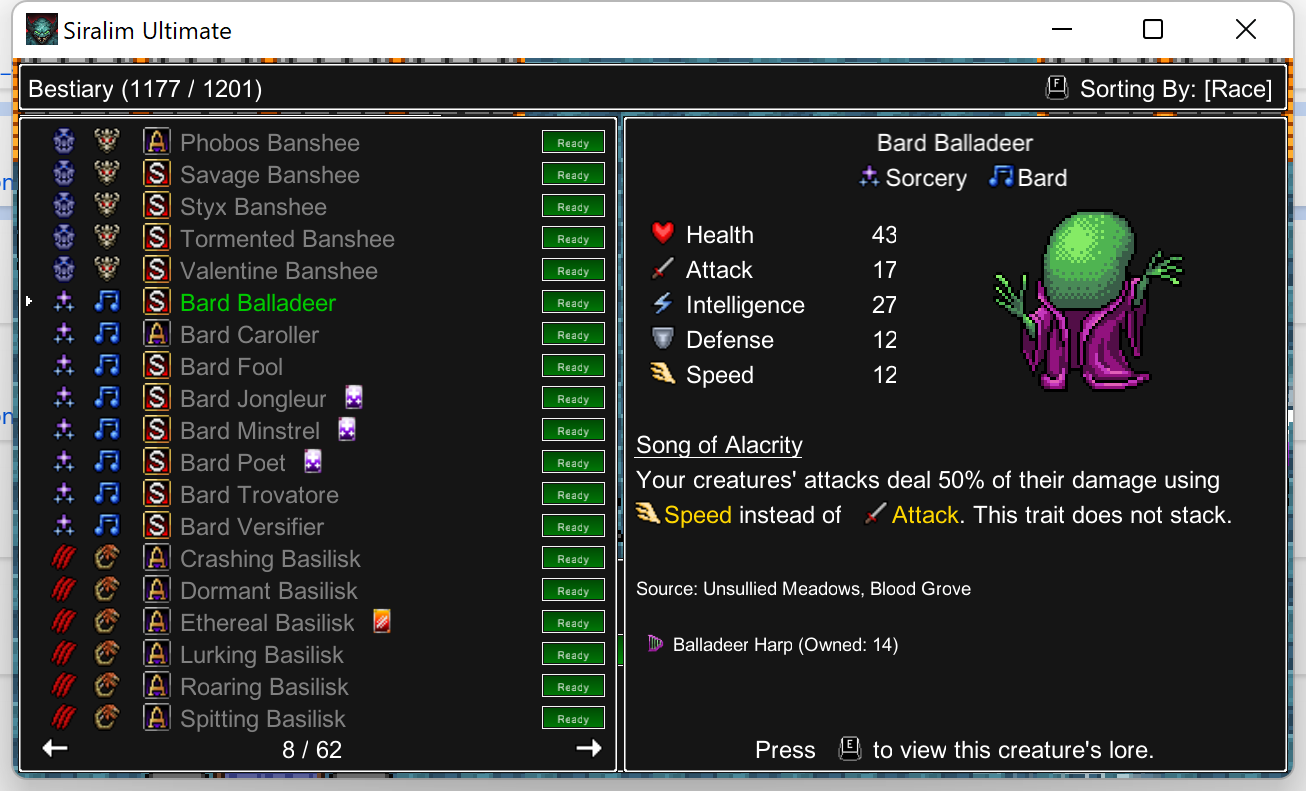 Siralim Ultimate
Bestiary (1177 / 1201)
F Sorting By: [Race]
A Phobos Banshee Ready
S Savage Banshee Ready
S Styx Banshee Ready
S Tormented Banshee Ready
S Valentine Banshee Ready
S Bard Balladeer Ready
A Bard Caroller Ready
S Bard Fool Ready
S Bard Jongleur Ready
S Bard Minstrel Ready
S Bard Poet Ready
S Bard Trovatore Ready
S Bard Versifier Ready
A Crashing Basilisk Ready
A Dormant Basilisk Ready
A Ethereal Basilisk Ready
A Lurking Basilisk Ready
A Roaring Basilisk Ready
A Spitting Basilisk Ready
8 / 62
Bard Balladeer
Sorcery Bard
Health 43
Attack 17
Intelligence 27
Defense 12
Speed 12
Song of Alacrity
Your creatures' attacks deal 50% of their damage using
Speed instead of Attack. This trait does not stack.
Source: Unsullied Meadows, Blood Grove
Balladeer Harp (Owned: 14)
Press E to view this creature's lore.